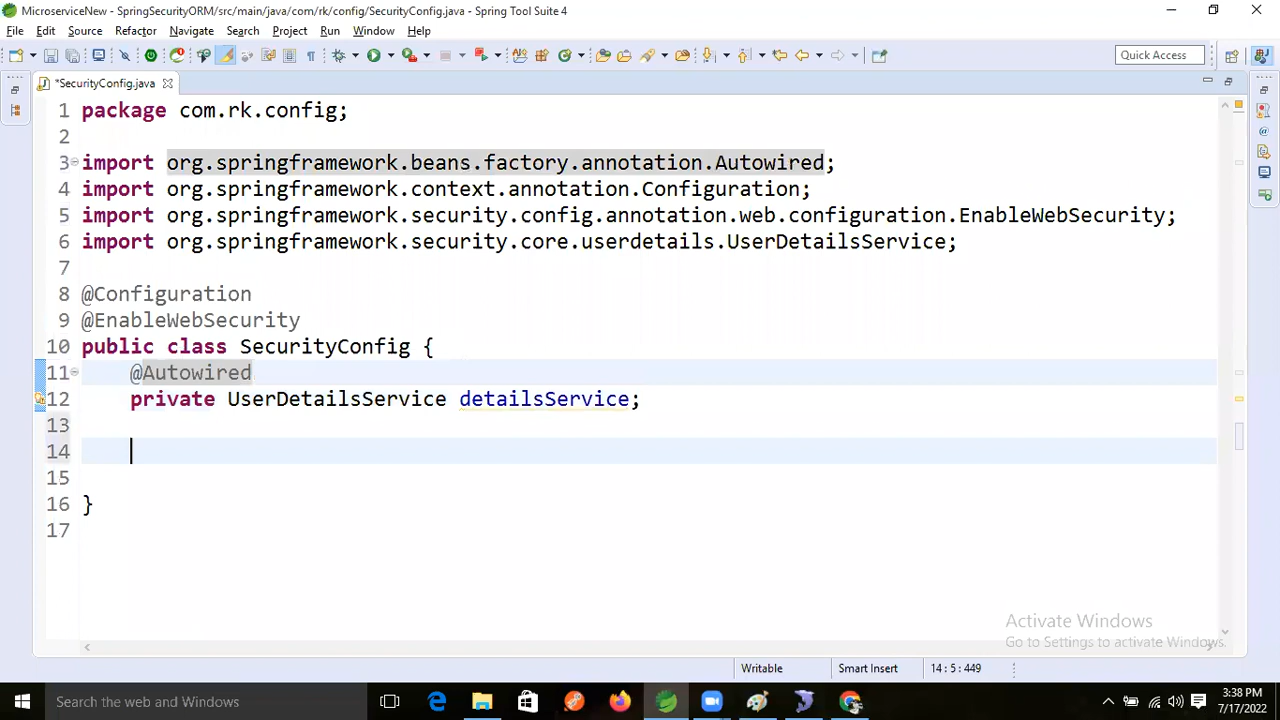 MicroserviceNew - SpringSecurityORM/src/main/java/com/rk/config/SecurityConfig.java - Spring Tool Suite 4
File Edit Source Refactor Navigate Search Project Run Window Help
Quick Access
*SecurityConfig.java
1 package com.rk.config;
2
3 import org.springframework.beans.factory.annotation.Autowired;
4 import org.springframework.context.annotation.Configuration;
5 import org.springframework.security.config.annotation.web.configuration.EnableWebSecurity;
6 import org.springframework.security.core.userdetails.UserDetailsService;
7
8 @Configuration
9 @EnableWebSecurity
10 public class SecurityConfig {
11 @Autowired
12 private UserDetailsService detailsService;
13
14
15
16 }
17
Activate Windows
Go to Settings to activate Windows.
Writable Smart Insert 14 : 5 : 449
Search the web and Windows
3:38 PM
7/17/2022